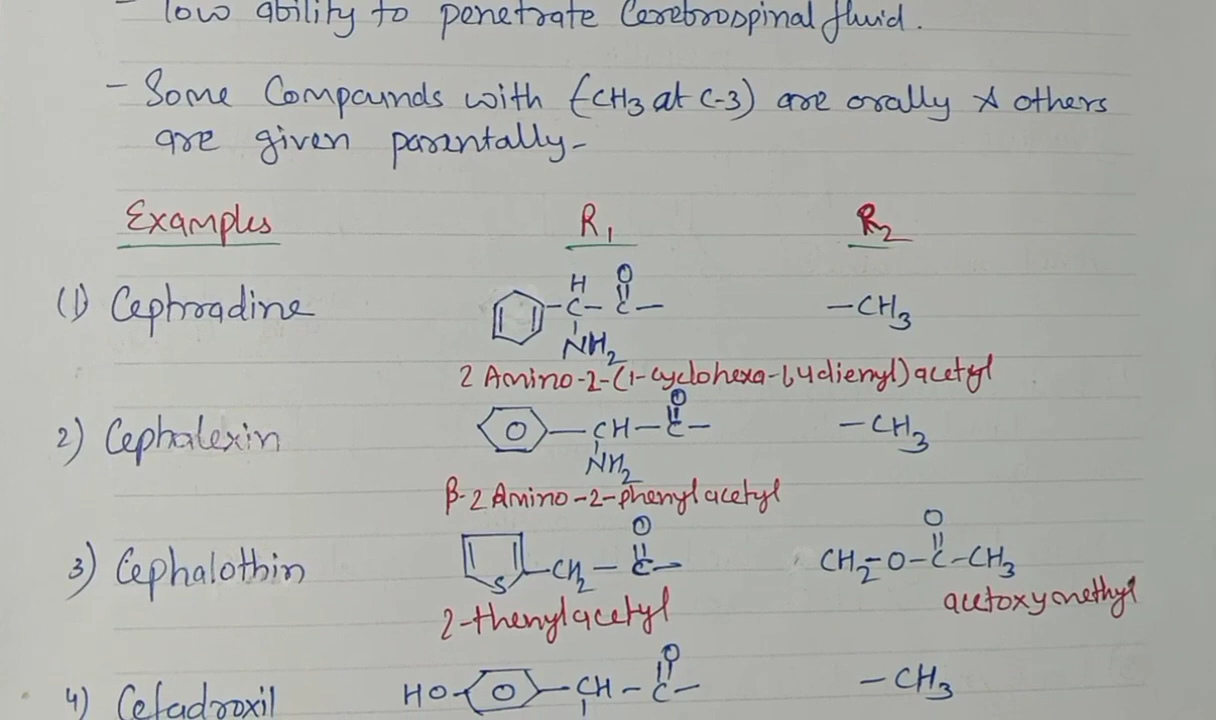 - low ability to penetrate Cerebrospinal fluid.
- Some Compounds with (-CH3 at C-3) are orally & others
are given parentally-
Examples R1 R2
(1) Cephradine H O -C- C- NH2 -CH3
2 Amino-2-(1-cyclohexa-1,4dienyl)acetyl
2) Cephalexin -CH-C- O NH2 -CH3
β-2 Amino-2-phenylacetyl
3) Cephalothin S -CH2-C- O CH2-O-C-CH3 O
2-thenylacetyl acetoxymethyl
4) Cefadroxil HO- -CH-C- O -CH3